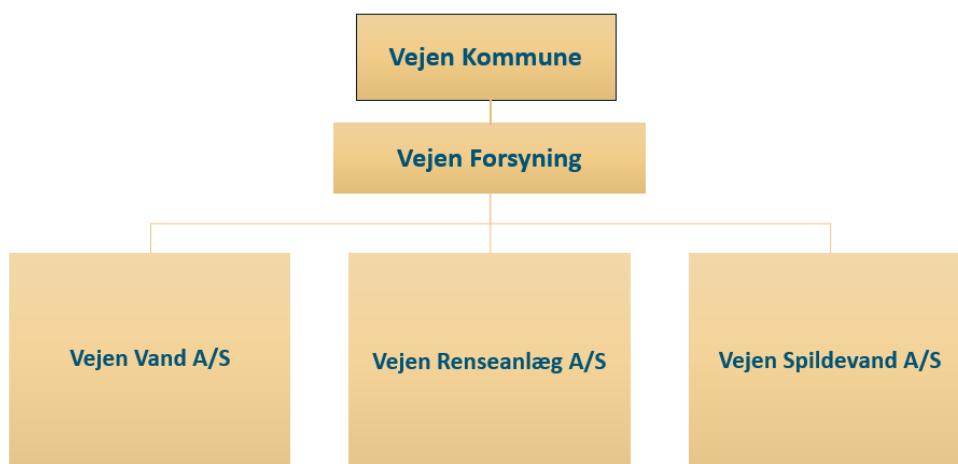 Vejen Kommune
Vejen Forsyning
Vejen Vand A/S
Vejen Renseanlæg A/S
Vejen Spildevand A/S